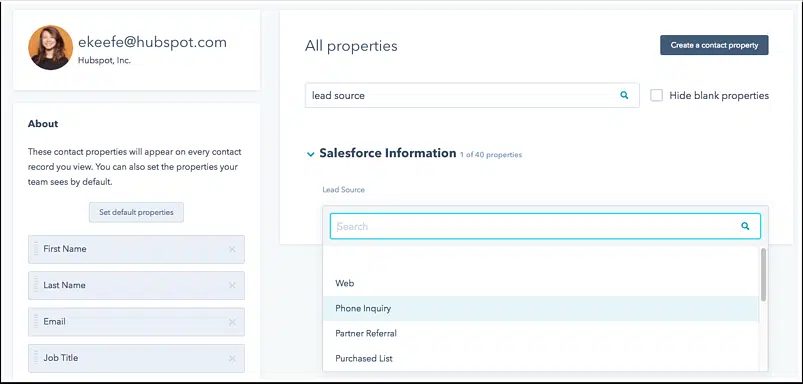 ekeefe@hubspot.com
Hubspot, Inc.
About
These contact properties will appear on every contact
record you view. You can also set the properties your
team sees by default.
Set default properties
First Name
Last Name
Email
Job Title
All properties
Create a contact property
lead source
Hide blank properties
Salesforce Information 1 of 40 properties
Lead Source
Search
Web
Phone Inquiry
Partner Referral
Purchased List